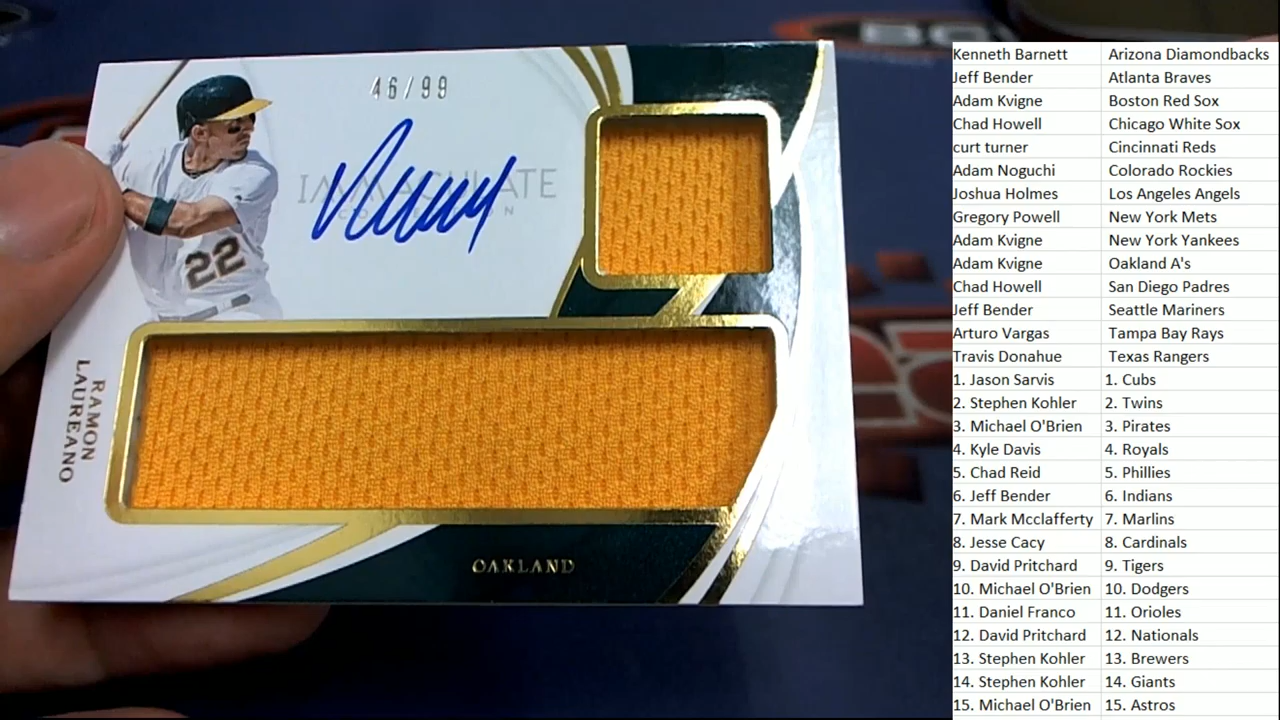 46/99
IMMACULATE
COLLECTION
22
RAMON
LAUREANO
OAKLAND
Kenneth Barnett Arizona Diamondbacks
Jeff Bender Atlanta Braves
Adam Kvigne Boston Red Sox
Chad Howell Chicago White Sox
curt turner Cincinnati Reds
Adam Noguchi Colorado Rockies
Joshua Holmes Los Angeles Angels
Gregory Powell New York Mets
Adam Kvigne New York Yankees
Adam Kvigne Oakland A's
Chad Howell San Diego Padres
Jeff Bender Seattle Mariners
Arturo Vargas Tampa Bay Rays
Travis Donahue Texas Rangers
1. Jason Sarvis 1. Cubs
2. Stephen Kohler 2. Twins
3. Michael O'Brien 3. Pirates
4. Kyle Davis 4. Royals
5. Chad Reid 5. Phillies
6. Jeff Bender 6. Indians
7. Mark Mcclafferty 7. Marlins
8. Jesse Cacy 8. Cardinals
9. David Pritchard 9. Tigers
10. Michael O'Brien 10. Dodgers
11. Daniel Franco 11. Orioles
12. David Pritchard 12. Nationals
13. Stephen Kohler 13. Brewers
14. Stephen Kohler 14. Giants
15. Michael O'Brien 15. Astros